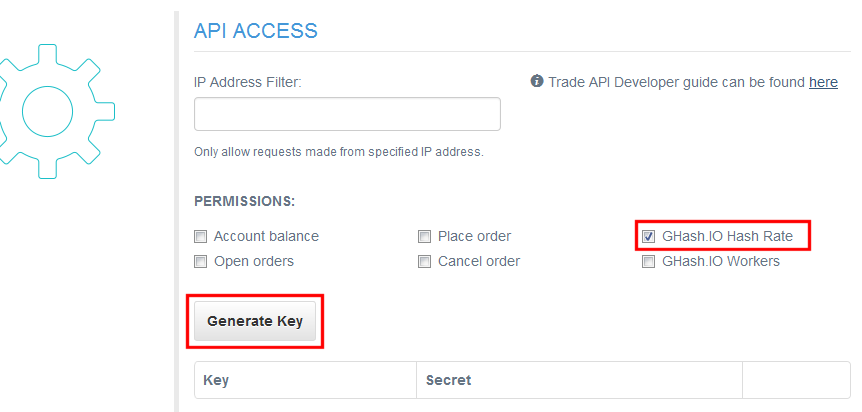 API ACCESS
IP Address Filter:
Trade API Developer guide can be found here
Only allow requests made from specified IP address.
PERMISSIONS:
Account balance Place order GHash.IO Hash Rate
Open orders Cancel order GHash.IO Workers
Generate Key
Key Secret